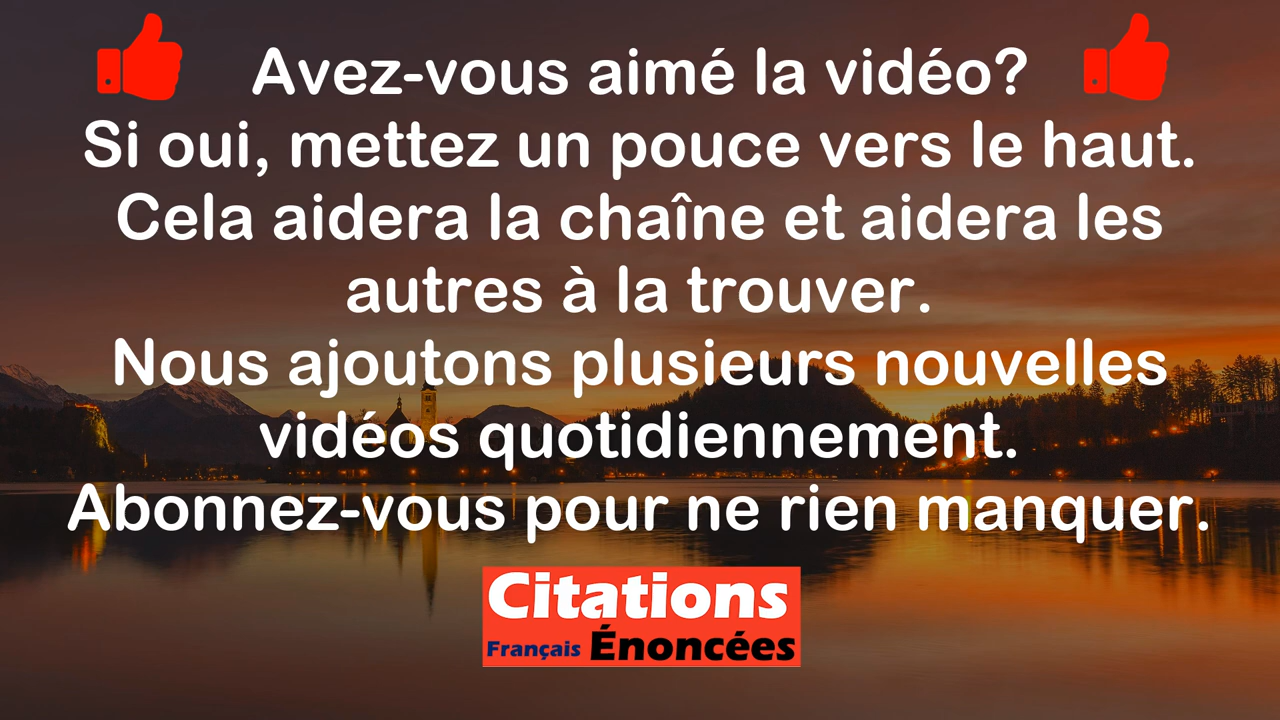 Avez-vous aimé la vidéo?
Si oui, mettez un pouce vers le haut.
Cela aidera la chaîne et aidera les
autres à la trouver.
Nous ajoutons plusieurs nouvelles
vidéos quotidiennement.
Abonnez-vous pour ne rien manquer.
Citations
Français Énoncées